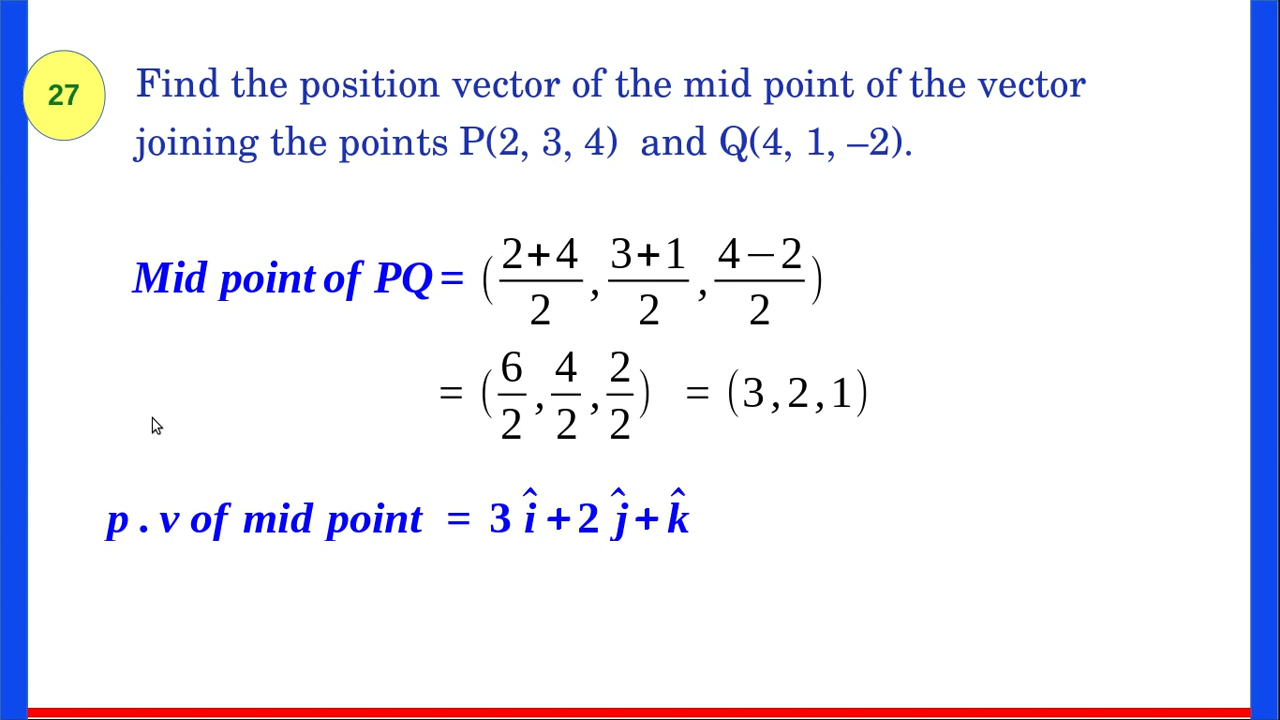 27
Find the position vector of the mid point of the vector
joining the points P(2, 3, 4) and Q(4, 1, –2).
Mid point of PQ = (2+4/2, 3+1/2, 4−2/2)
= (6/2, 4/2, 2/2) = (3,2,1)
p.v of mid point = 3 î + 2 ĵ + k̂